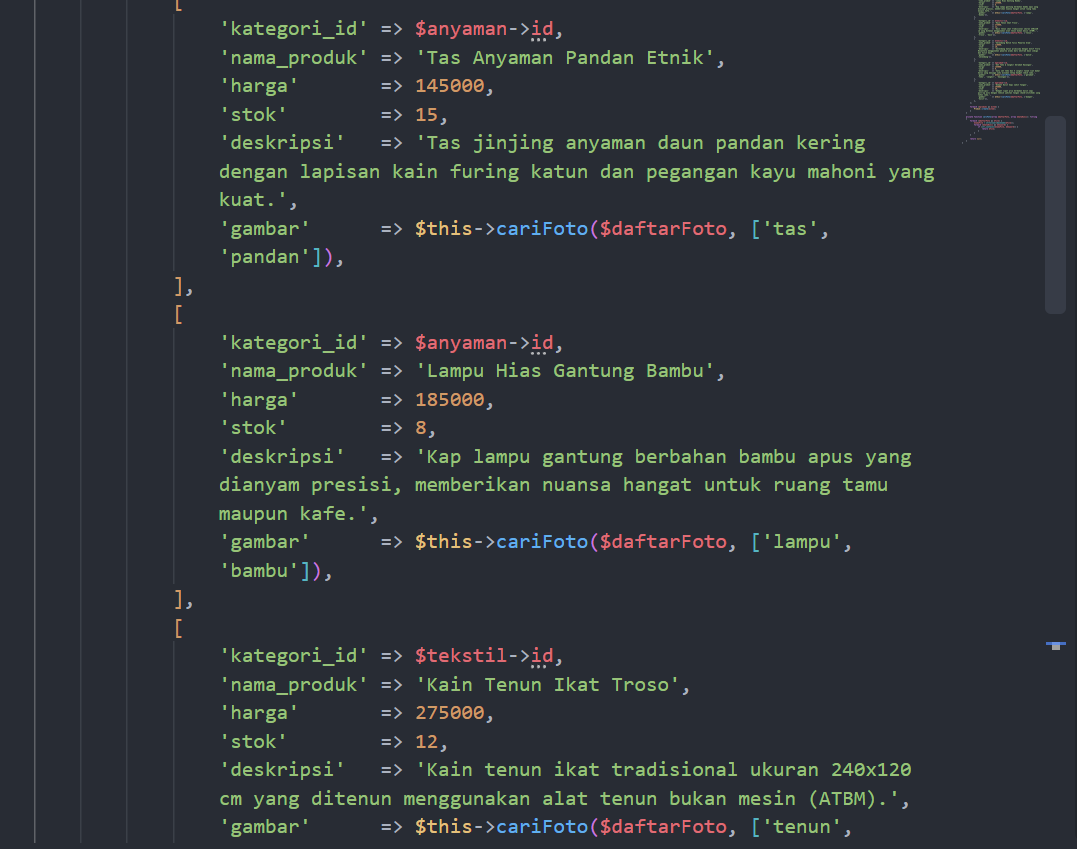 [
'kategori_id' => $anyaman->id,
'nama_produk' => 'Tas Anyaman Pandan Etnik',
'harga' => 145000,
'stok' => 15,
'deskripsi' => 'Tas jinjing anyaman daun pandan kering
dengan lapisan kain furing katun dan pegangan kayu mahoni yang
kuat.',
'gambar' => $this->cariFoto($daftarFoto, ['tas',
'pandan']),
],
[
'kategori_id' => $anyaman->id,
'nama_produk' => 'Lampu Hias Gantung Bambu',
'harga' => 185000,
'stok' => 8,
'deskripsi' => 'Kap lampu gantung berbahan bambu apus yang
dianyam presisi, memberikan nuansa hangat untuk ruang tamu
maupun kafe.',
'gambar' => $this->cariFoto($daftarFoto, ['lampu',
'bambu']),
],
[
'kategori_id' => $tekstil->id,
'nama_produk' => 'Kain Tenun Ikat Troso',
'harga' => 275000,
'stok' => 12,
'deskripsi' => 'Kain tenun ikat tradisional ukuran 240x120
cm yang ditenun menggunakan alat tenun bukan mesin (ATBM).',
'gambar' => $this->cariFoto($daftarFoto, ['tenun',